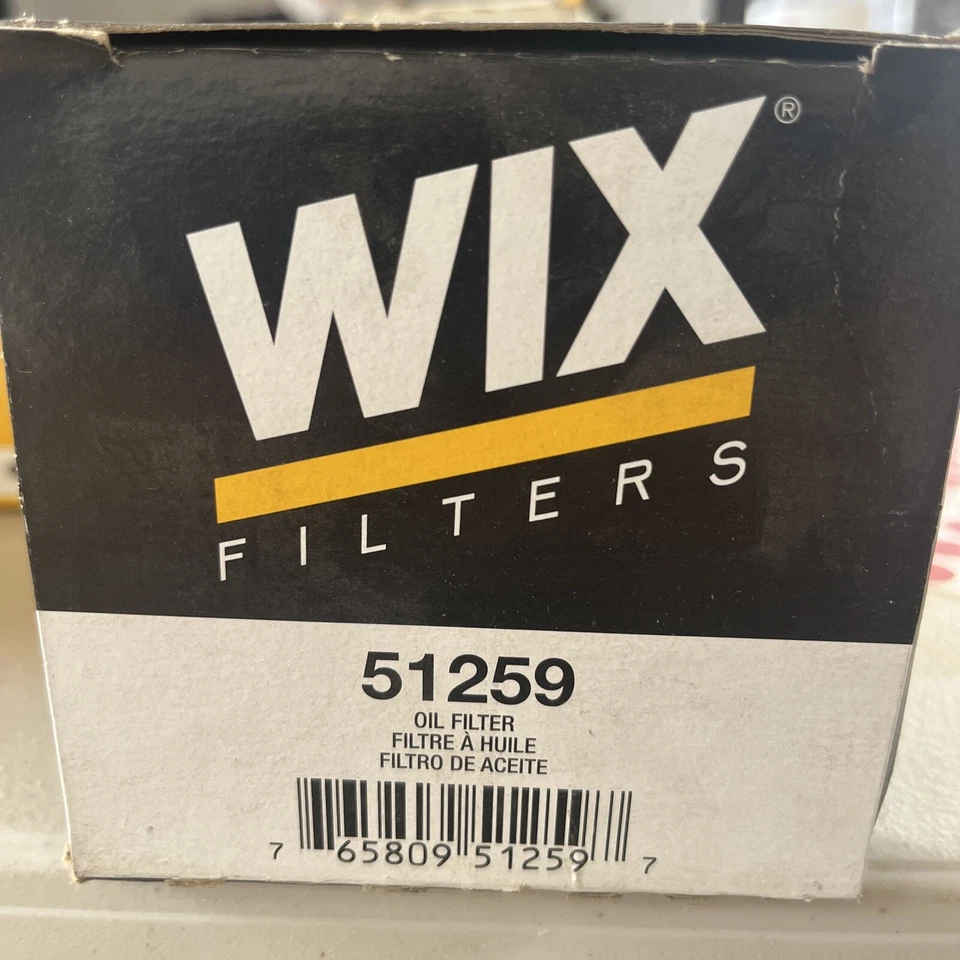 WIX®
FILTERS
51259
OIL FILTER
FILTRE À HUILE
FILTRO DE ACEITE
7 65809 51259 7